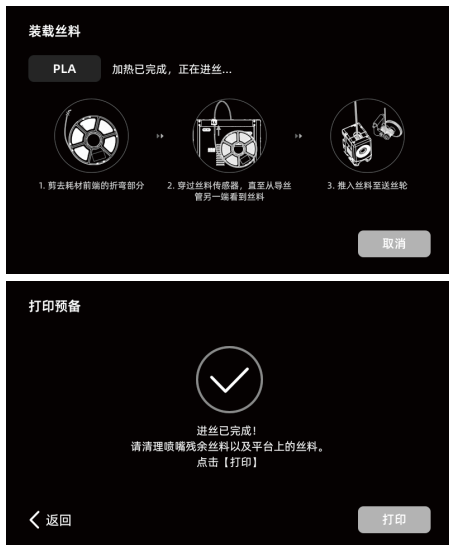 装载丝料
PLA
加热已完成，正在进丝...
1. 剪去耗材前端的折弯部分
2. 穿过丝料传感器，直至从导丝
管另一端看到丝料
3. 推入丝料至送丝轮
取消
打印预备
进丝已完成！
请清理喷嘴残余丝料以及平台上的丝料。
点击【打印】
返回
打印